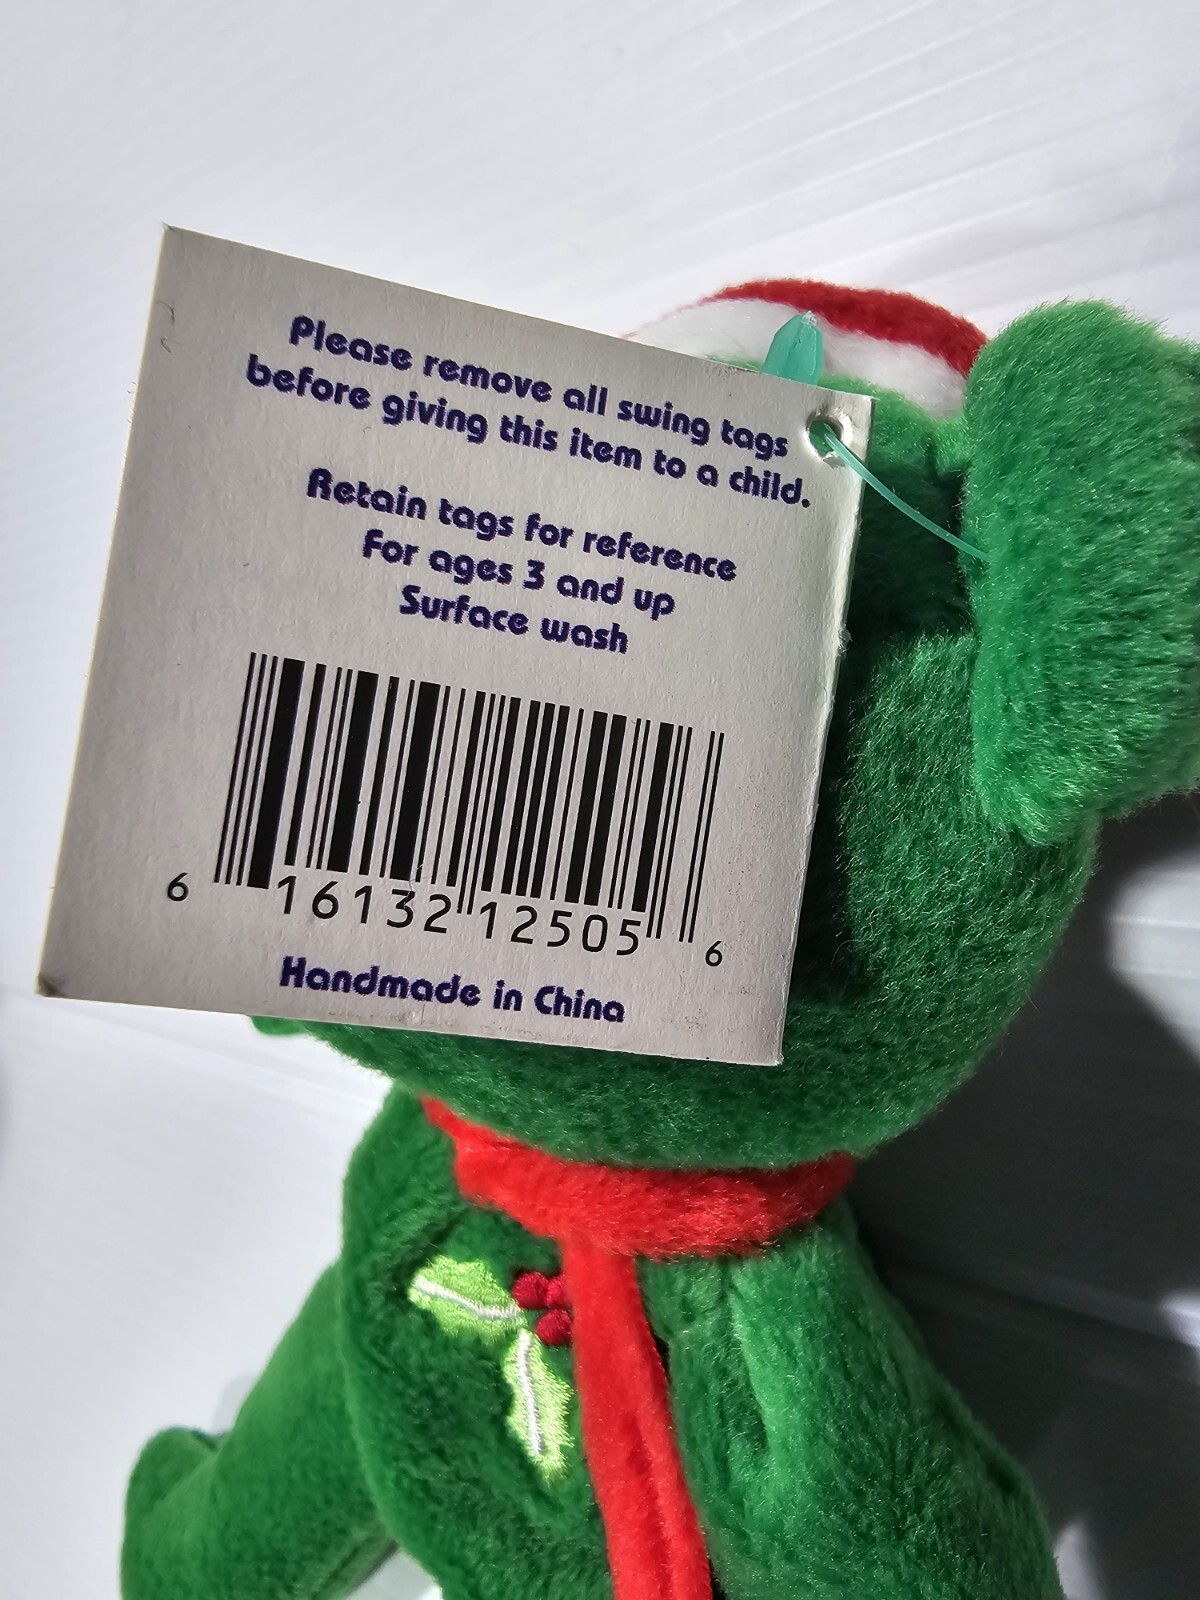 Please remove all swing tags
before giving this item to a child.
Retain tags for reference
For ages 3 and up
Surface wash
6 16132 12505 6
Handmade in China